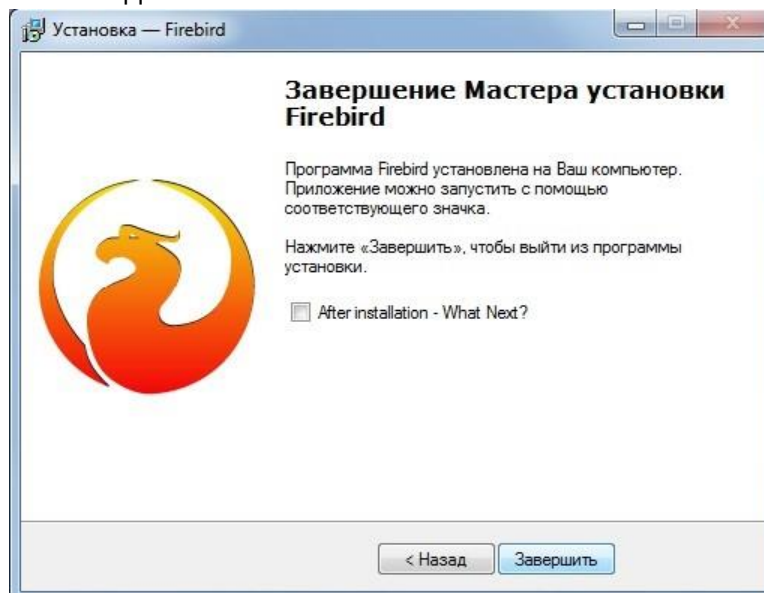 Установка — Firebird
Завершение Мастера установки
Firebird
Программа Firebird установлена на Ваш компьютер.
Приложение можно запустить с помощью
соответствующего значка.
Нажмите «Завершить», чтобы выйти из программы
установки.
After installation - What Next?
< Назад
Завершить